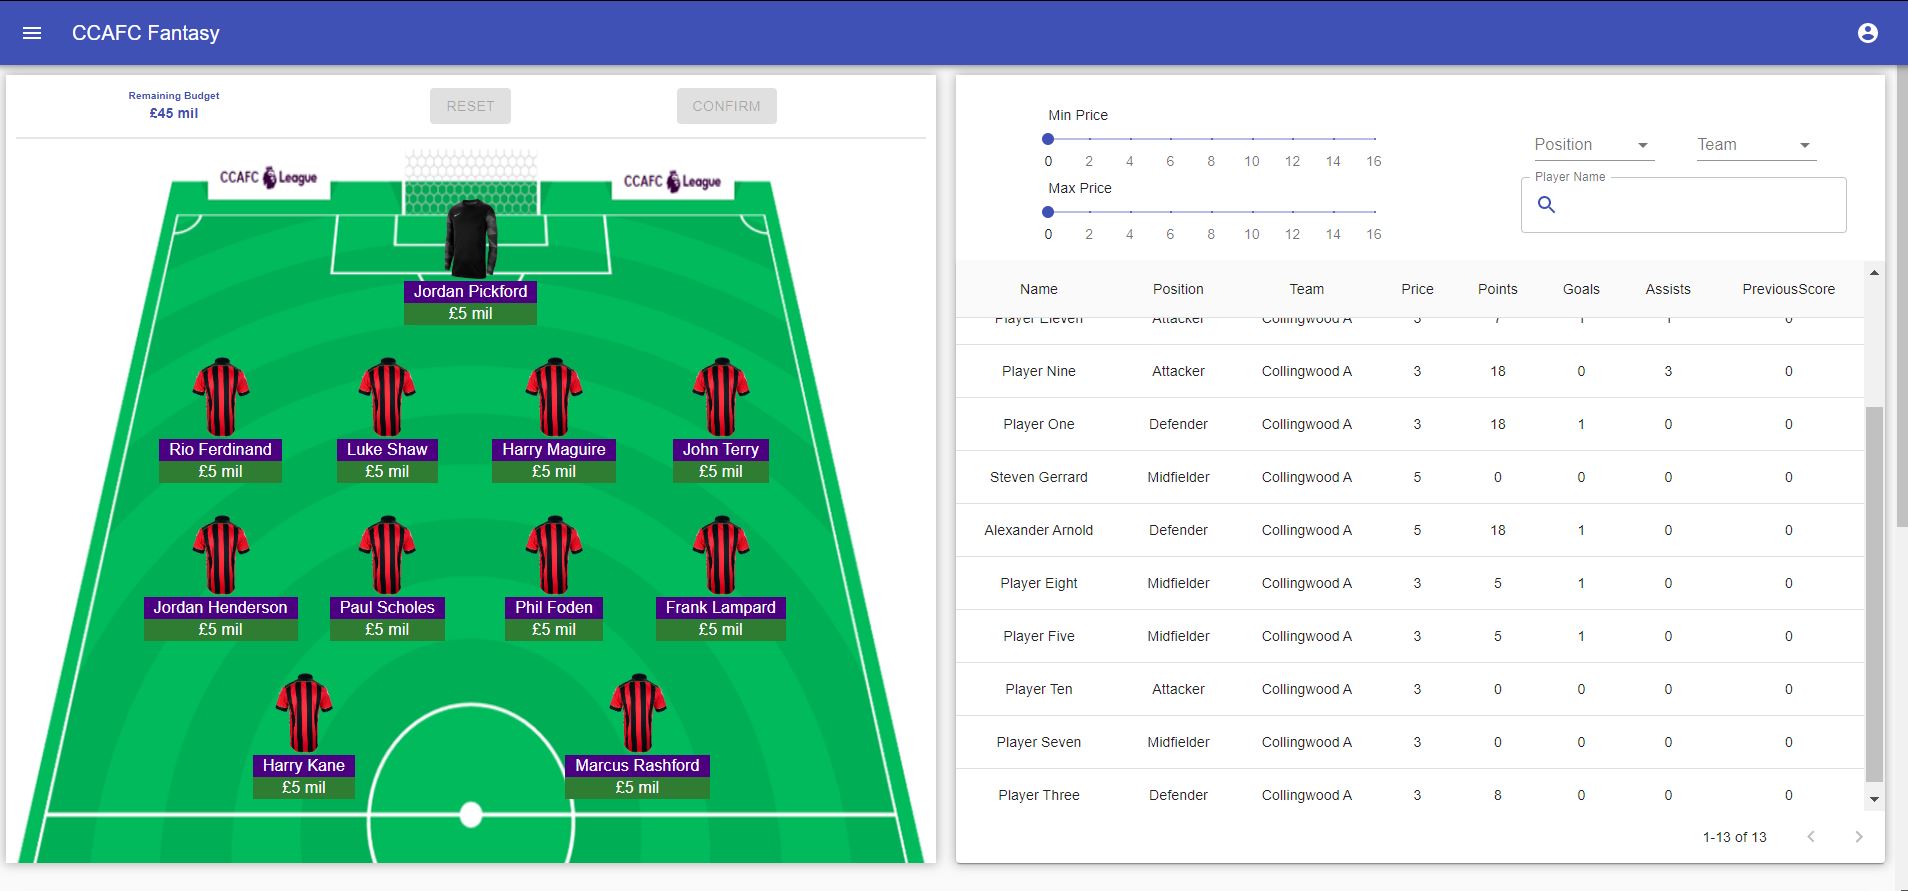 CCAFC Fantasy
Remaining Budget
£45 mil
RESET
CONFIRM
CCAFC League
CCAFC League
Jordan Pickford
£5 mil
Rio Ferdinand
Luke Shaw
Harry Maguire
John Terry
£5 mil
£5 mil
£5 mil
£5 mil
Jordan Henderson
Paul Scholes
Phil Foden
Frank Lampard
£5 mil
£5 mil
£5 mil
£5 mil
Harry Kane
Marcus Rashford
£5 mil
£5 mil
Min Price
0 2 4 6 8 10 12 14 16
Max Price
0 2 4 6 8 10 12 14 16
Position
Team
Player Name
Name Position Team Price Points Goals Assists PreviousScore
Player Eleven Attacker Collingwood A 3 7 1 1 0
Player Nine Attacker Collingwood A 3 18 0 3 0
Player One Defender Collingwood A 3 18 1 0 0
Steven Gerrard Midfielder Collingwood A 5 0 0 0 0
Alexander Arnold Defender Collingwood A 5 18 1 0 0
Player Eight Midfielder Collingwood A 3 5 1 0 0
Player Five Midfielder Collingwood A 3 5 1 0 0
Player Ten Attacker Collingwood A 3 0 0 0 0
Player Seven Midfielder Collingwood A 3 0 0 0 0
Player Three Defender Collingwood A 3 8 0 0 0
1-13 of 13